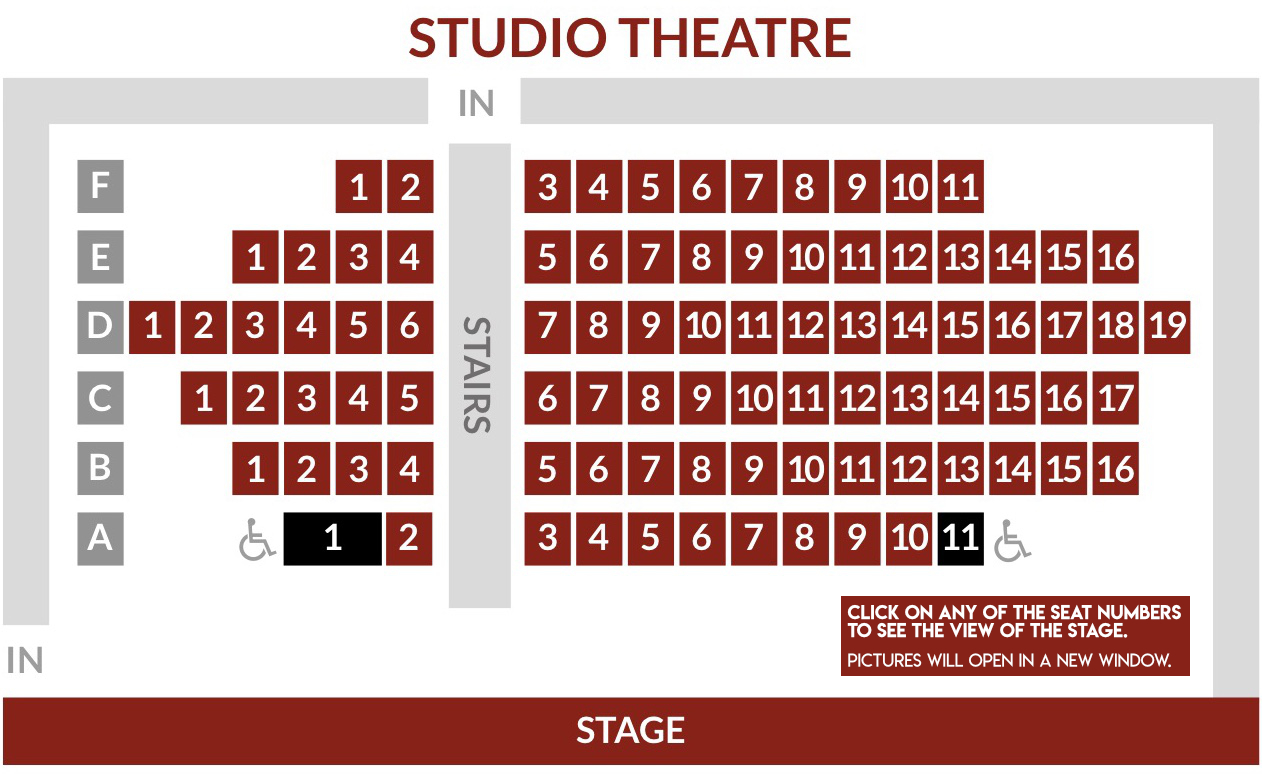 STUDIO THEATRE
IN
F 1 2 3 4 5 6 7 8 9 10 11
E 1 2 3 4 5 6 7 8 9 10 11 12 13 14 15 16
D 1 2 3 4 5 6 7 8 9 10 11 12 13 14 15 16 17 18 19
STAIRS
C 1 2 3 4 5 6 7 8 9 10 11 12 13 14 15 16 17
B 1 2 3 4 5 6 7 8 9 10 11 12 13 14 15 16
A 1 2 3 4 5 6 7 8 9 10 11
CLICK ON ANY OF THE SEAT NUMBERS
TO SEE THE VIEW OF THE STAGE.
PICTURES WILL OPEN IN A NEW WINDOW.
IN
STAGE